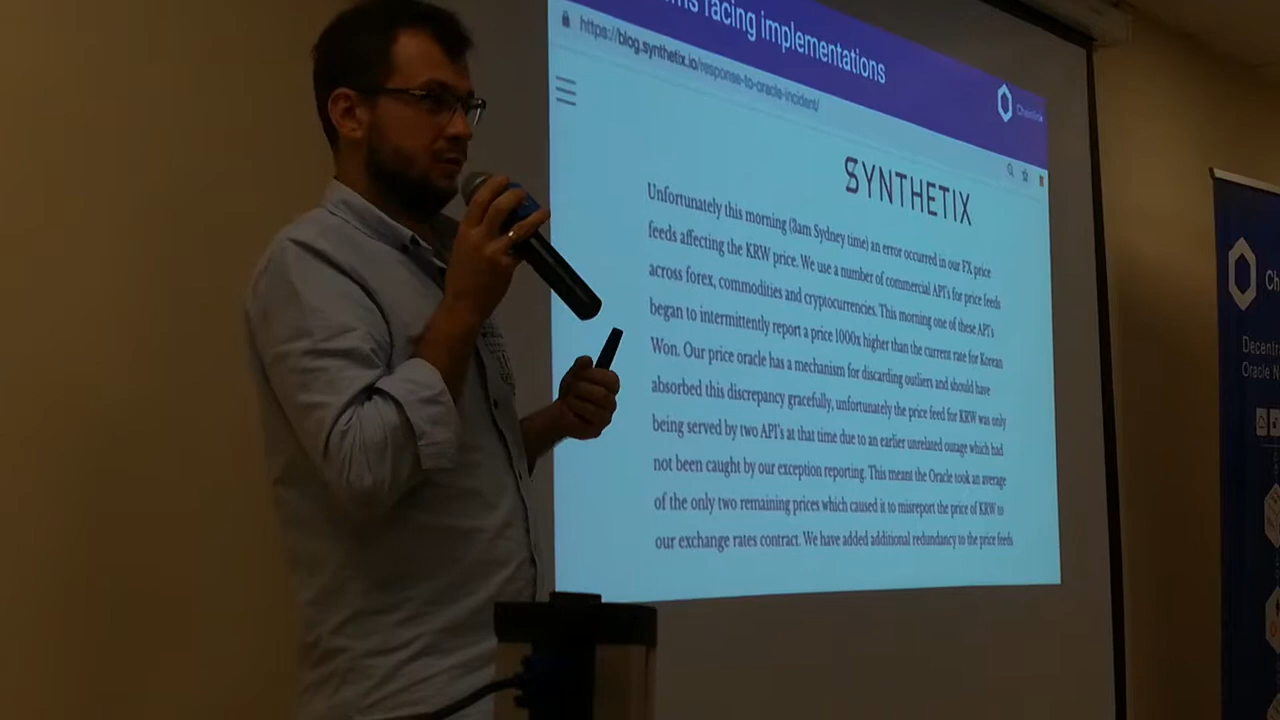 facing implementations
https://blog.synthetix.io/response-to-oracle-incident/
Chainlink
SYNTHETIX
Unfortunately this morning (3am Sydney time) an error occurred in our FX price
feeds affecting the KRW price. We use a number of commercial API's for price feeds
across forex, commodities and cryptocurrencies. This morning one of these API's
began to intermittently report a price 1000x higher than the current rate for Korean
Won. Our price oracle has a mechanism for discarding outliers and should have
absorbed this discrepancy gracefully, unfortunately the price feed for KRW was only
being served by two API's at that time due to an earlier unrelated outage which had
not been caught by our exception reporting. This meant the Oracle took an average
of the only two remaining prices which caused it to misreport the price of KRW to
our exchange rates contract. We have added additional redundancy to the price feeds
Ch
Decentr
Oracle N